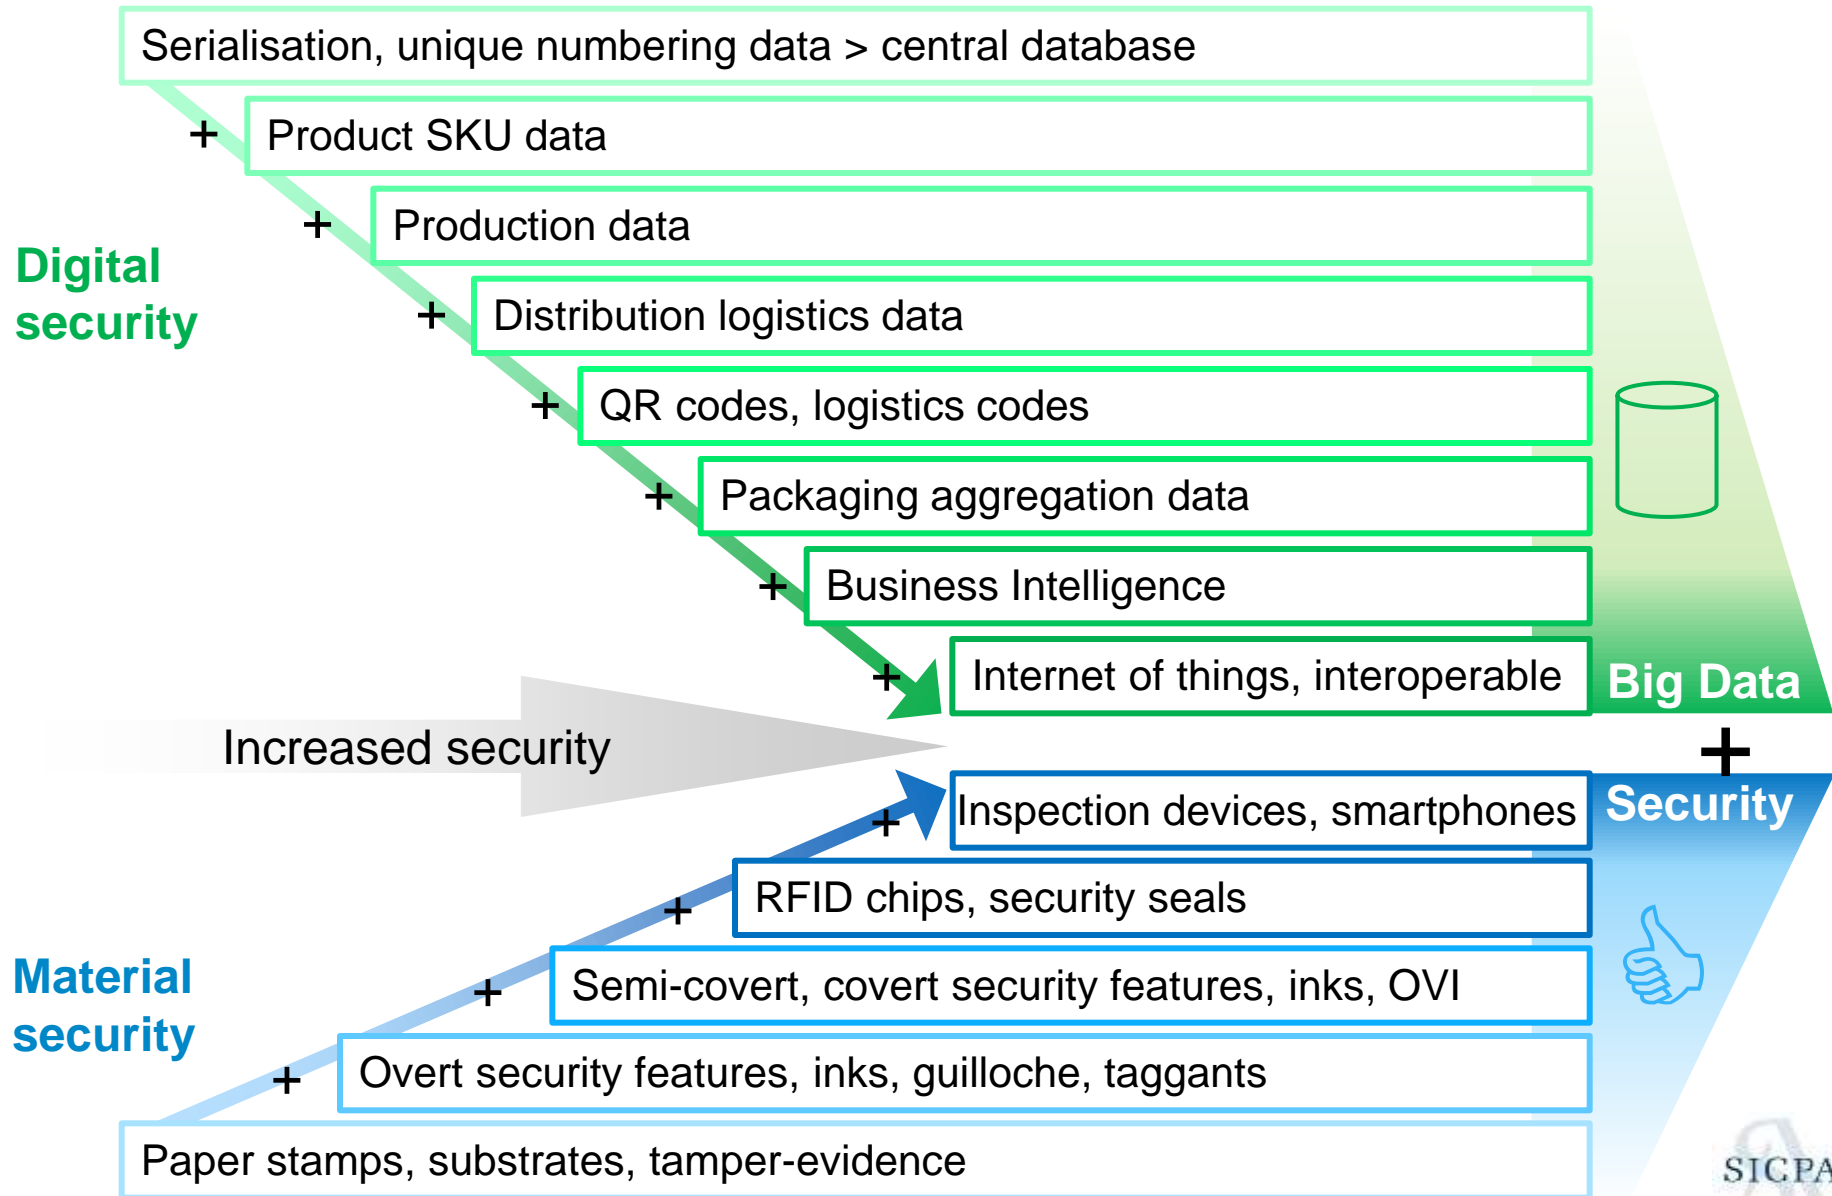 Serialisation, unique numbering data > central database
+ Product SKU data
+ Production data
Digital
security
+ Distribution logistics data
+ QR codes, logistics codes
+ Packaging aggregation data
+ Business Intelligence
+ Internet of things, interoperable
Big Data
Increased security
+
Inspection devices, smartphones
Security
+
RFID chips, security seals
+
Material
security
Semi-covert, covert security features, inks, OVI
+
Overt security features, inks, guilloche, taggants
+
Paper stamps, substrates, tamper-evidence
SICPA